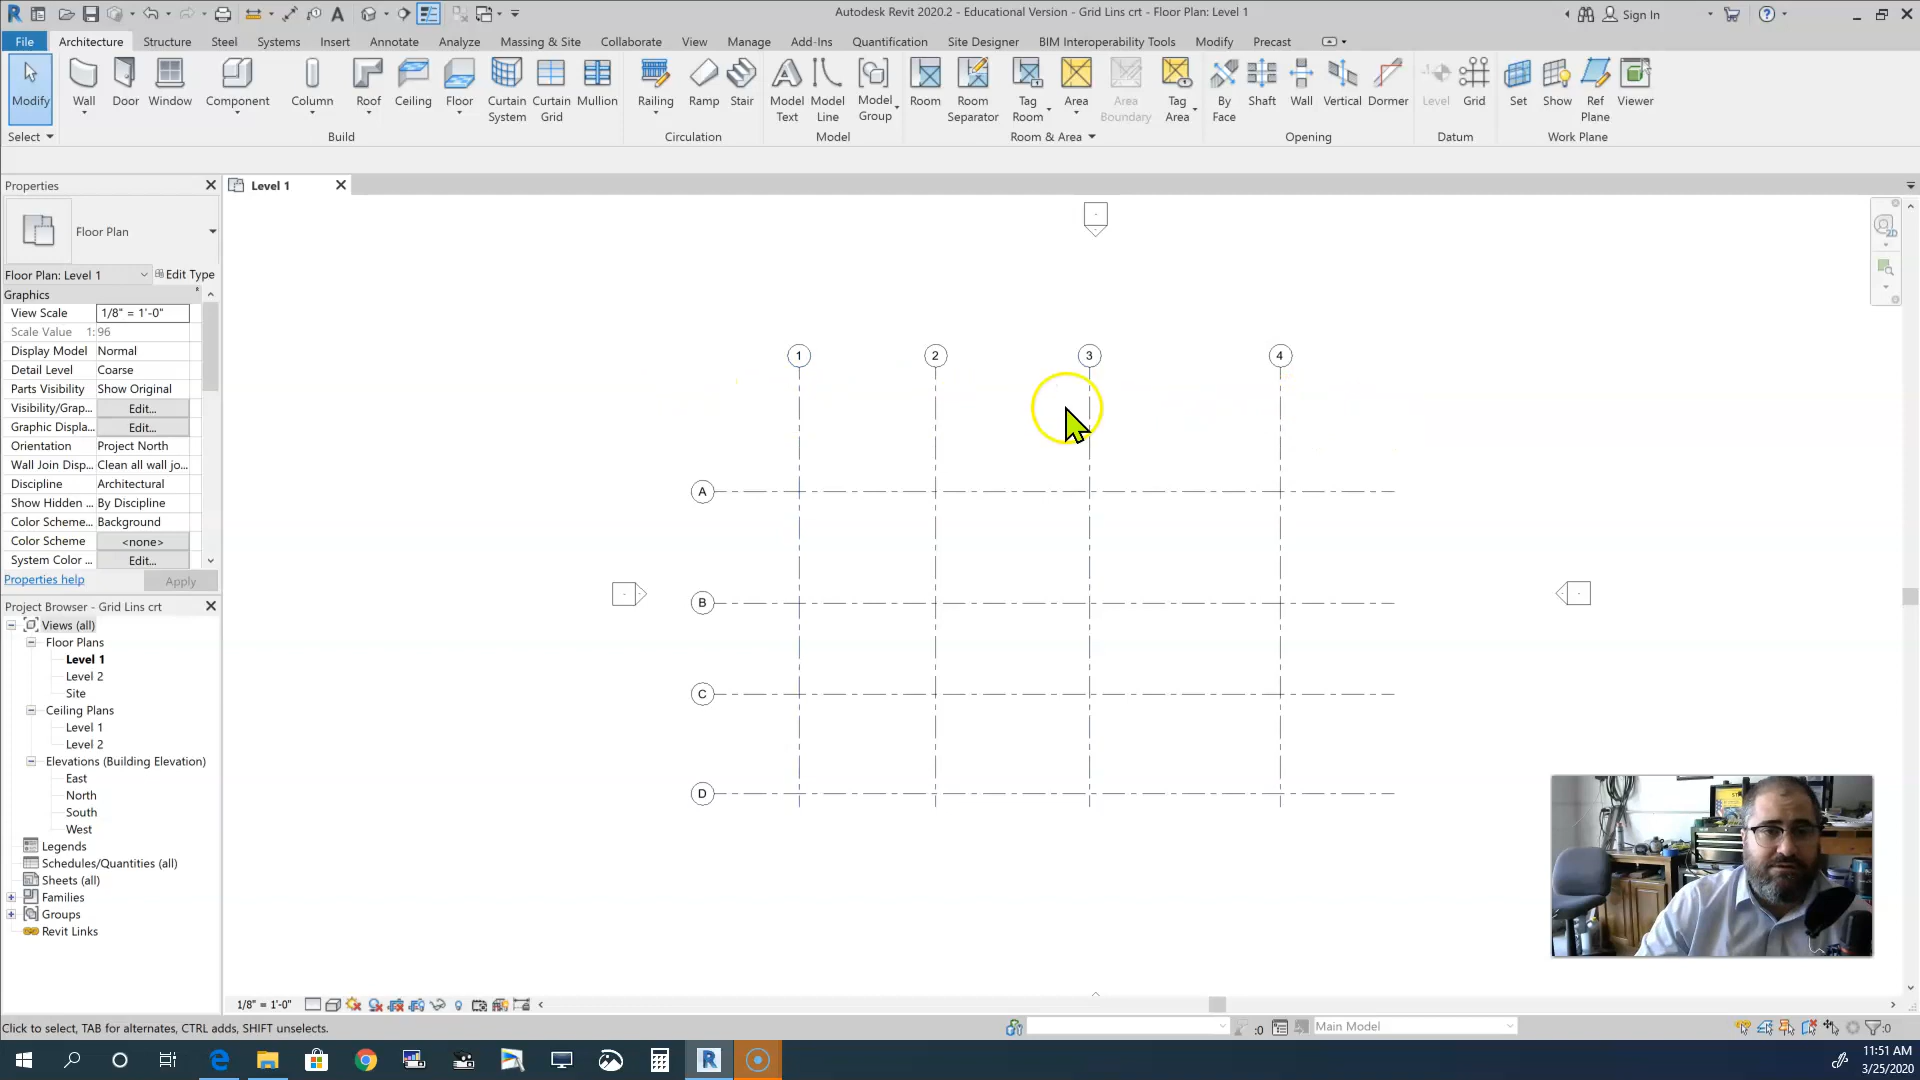 Autodesk Revit 2020.2 - Educational Version - Grid Lins crt - Floor Plan: Level 1
Sign In
File Architecture Structure Steel Systems Insert Annotate Analyze Massing & Site Collaborate View Manage Add-Ins Quantification Site Designer BIM Interoperability Tools Modify Precast
Modify Wall Door Window Component Column Roof Ceiling Floor Curtain System Curtain Grid Mullion Railing Ramp Stair Model Text Model Line Model Group Room Room Separator Tag Room Area Area Boundary Tag Area By Face Shaft Wall Vertical Dormer Level Grid Set Show Ref Plane Viewer
Select Build Circulation Model Room & Area Opening Datum Work Plane
Properties
Level 1
Floor Plan
Floor Plan: Level 1 Edit Type
Graphics
View Scale 1/8" = 1'-0"
Scale Value 1: 96
Display Model Normal
Detail Level Coarse
Parts Visibility Show Original
Visibility/Grap... Edit...
Graphic Displa... Edit...
Orientation Project North
Wall Join Disp... Clean all wall jo...
Discipline Architectural
Show Hidden ... By Discipline
Color Scheme... Background
Color Scheme <none>
System Color ... Edit...
Properties help Apply
Project Browser - Grid Lins crt
Views (all)
Floor Plans
Level 1
Level 2
Site
Ceiling Plans
Level 1
Level 2
Elevations (Building Elevation)
East
North
South
West
Legends
Schedules/Quantities (all)
Sheets (all)
Families
Groups
Revit Links
2D
1 2 3 4
A
B
C
D
1/8" = 1'-0"
Click to select, TAB for alternates, CTRL adds, SHIFT unselects.
:0
Main Model
:0
11:51 AM
3/25/2020